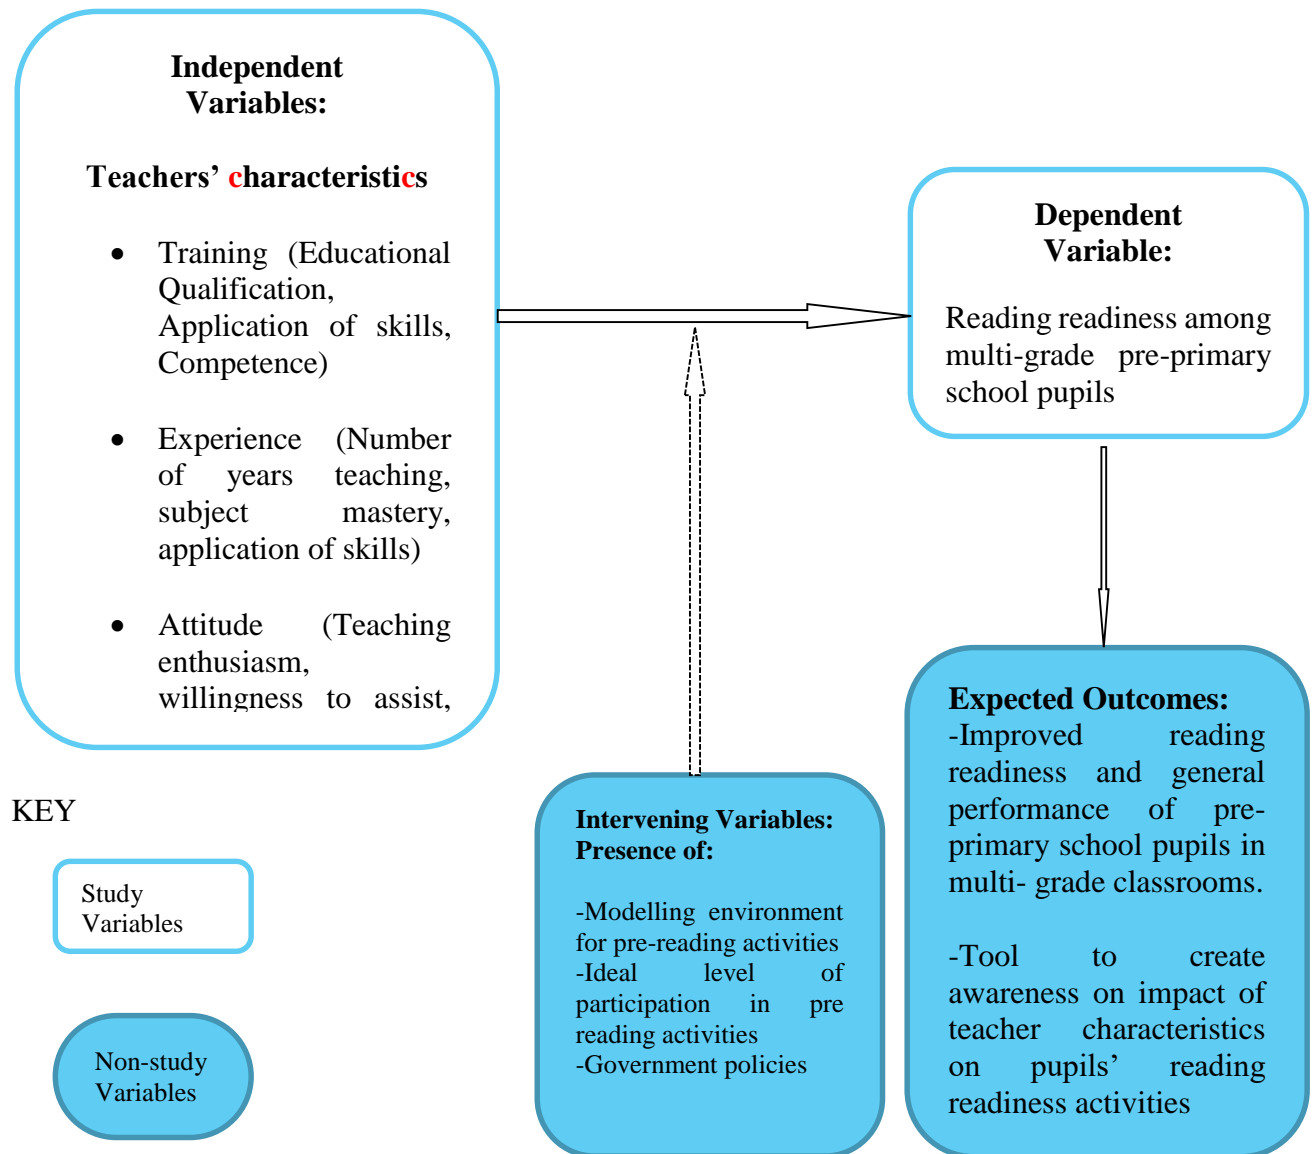 Independent
Variables:
Teachers’ characteristics
• Training (Educational
Qualification,
Application of skills,
Competence)
• Experience (Number
of years teaching,
subject mastery,
application of skills)
• Attitude (Teaching
enthusiasm,
willingness to assist,
Dependent
Variable:
Reading readiness among
multi-grade pre-primary
school pupils
Expected Outcomes:
-Improved reading
readiness and general
performance of pre-
primary school pupils in
multi- grade classrooms.
-Tool to create
awareness on impact of
teacher characteristics
on pupils’ reading
readiness activities
Intervening Variables:
Presence of:
-Modelling environment
for pre-reading activities
-Ideal level of
participation in pre
reading activities
-Government policies
KEY
Study
Variables
Non-study
Variables